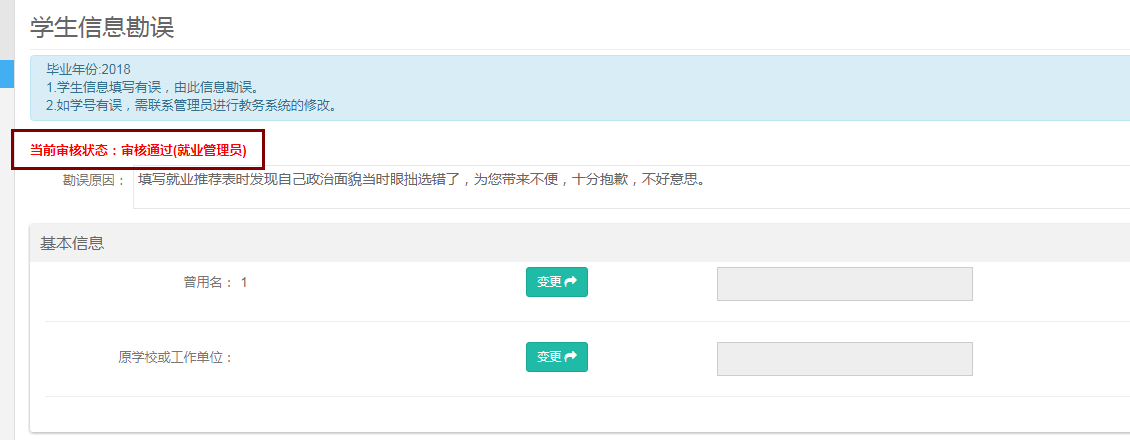 学生信息勘误
毕业年份:2018
1.学生信息填写有误，由此信息勘误。
2.如学号有误，需联系管理员进行教务系统的修改。
当前审核状态：审核通过(就业管理员)
勘误原因： 填写就业推荐表时发现自己政治面貌当时眼拙选错了，为您带来不便，十分抱歉，不好意思。
基本信息
曾用名： 1 变更
原学校或工作单位： 变更